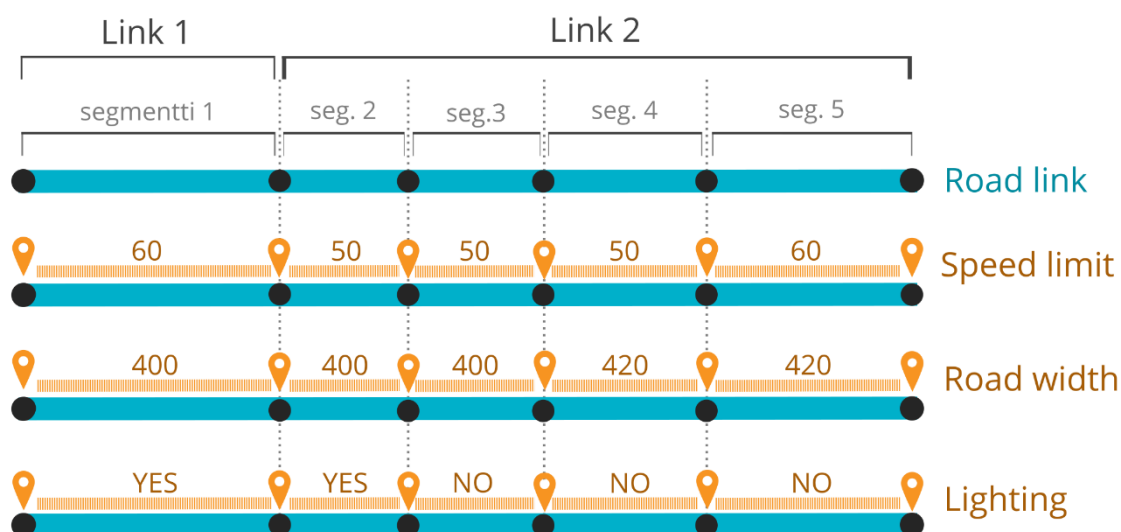 Link 1
Link 2
segmentti 1
seg. 2
seg.3
seg. 4
seg. 5
Road link
60
50
50
50
60
Speed limit
400
400
400
420
420
Road width
YES
YES
NO
NO
NO
Lighting